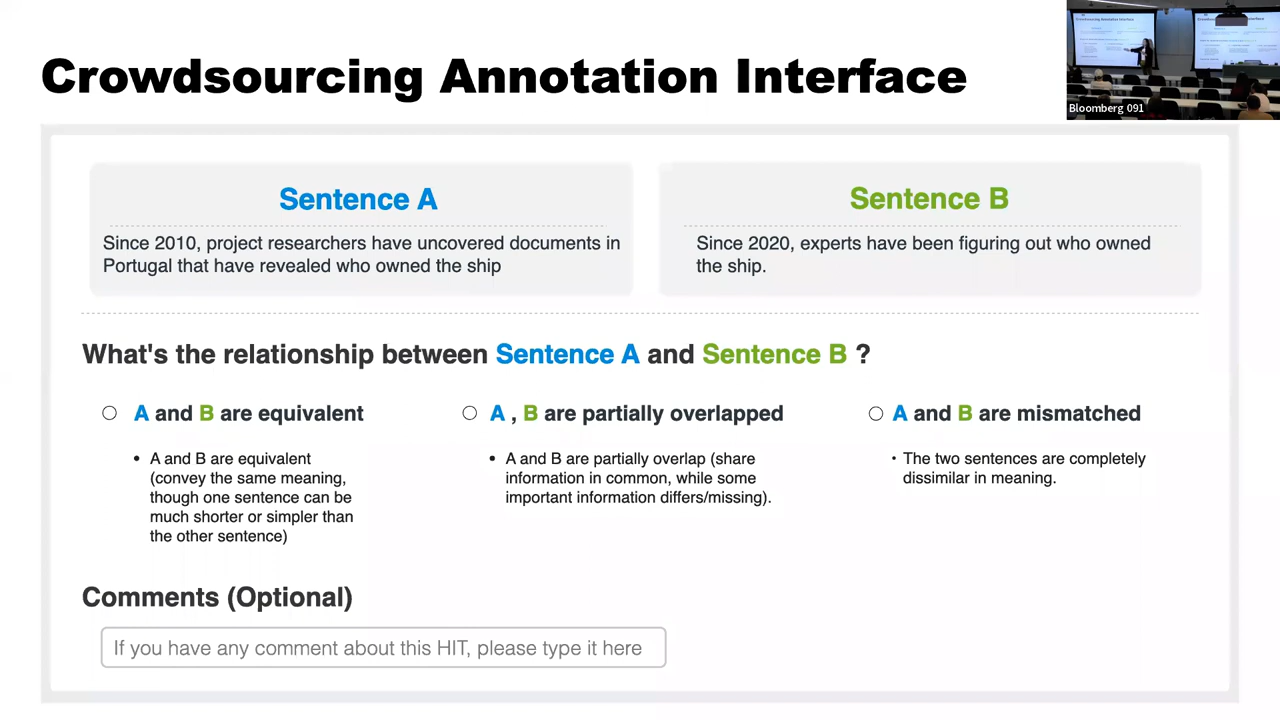 Crowdsourcing Annotation Interface
Bloomberg 091
Sentence A
Since 2010, project researchers have uncovered documents in
Portugal that have revealed who owned the ship
Sentence B
Since 2020, experts have been figuring out who owned
the ship.
What's the relationship between Sentence A and Sentence B ?
A and B are equivalent
• A and B are equivalent
(convey the same meaning,
though one sentence can be
much shorter or simpler than
the other sentence)
A , B are partially overlapped
• A and B are partially overlap (share
information in common, while some
important information differs/missing).
A and B are mismatched
• The two sentences are completely
dissimilar in meaning.
Comments (Optional)
If you have any comment about this HIT, please type it here